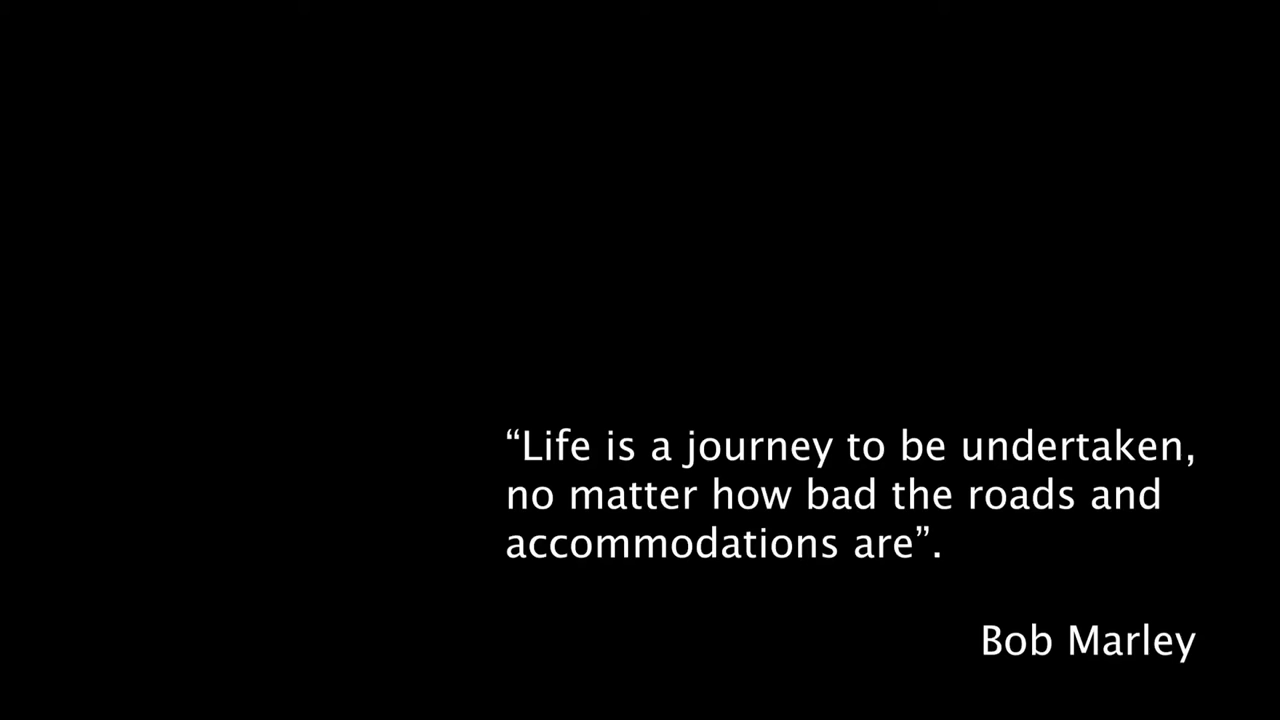 “Life is a journey to be undertaken,
no matter how bad the roads and
accommodations are”.
Bob Marley